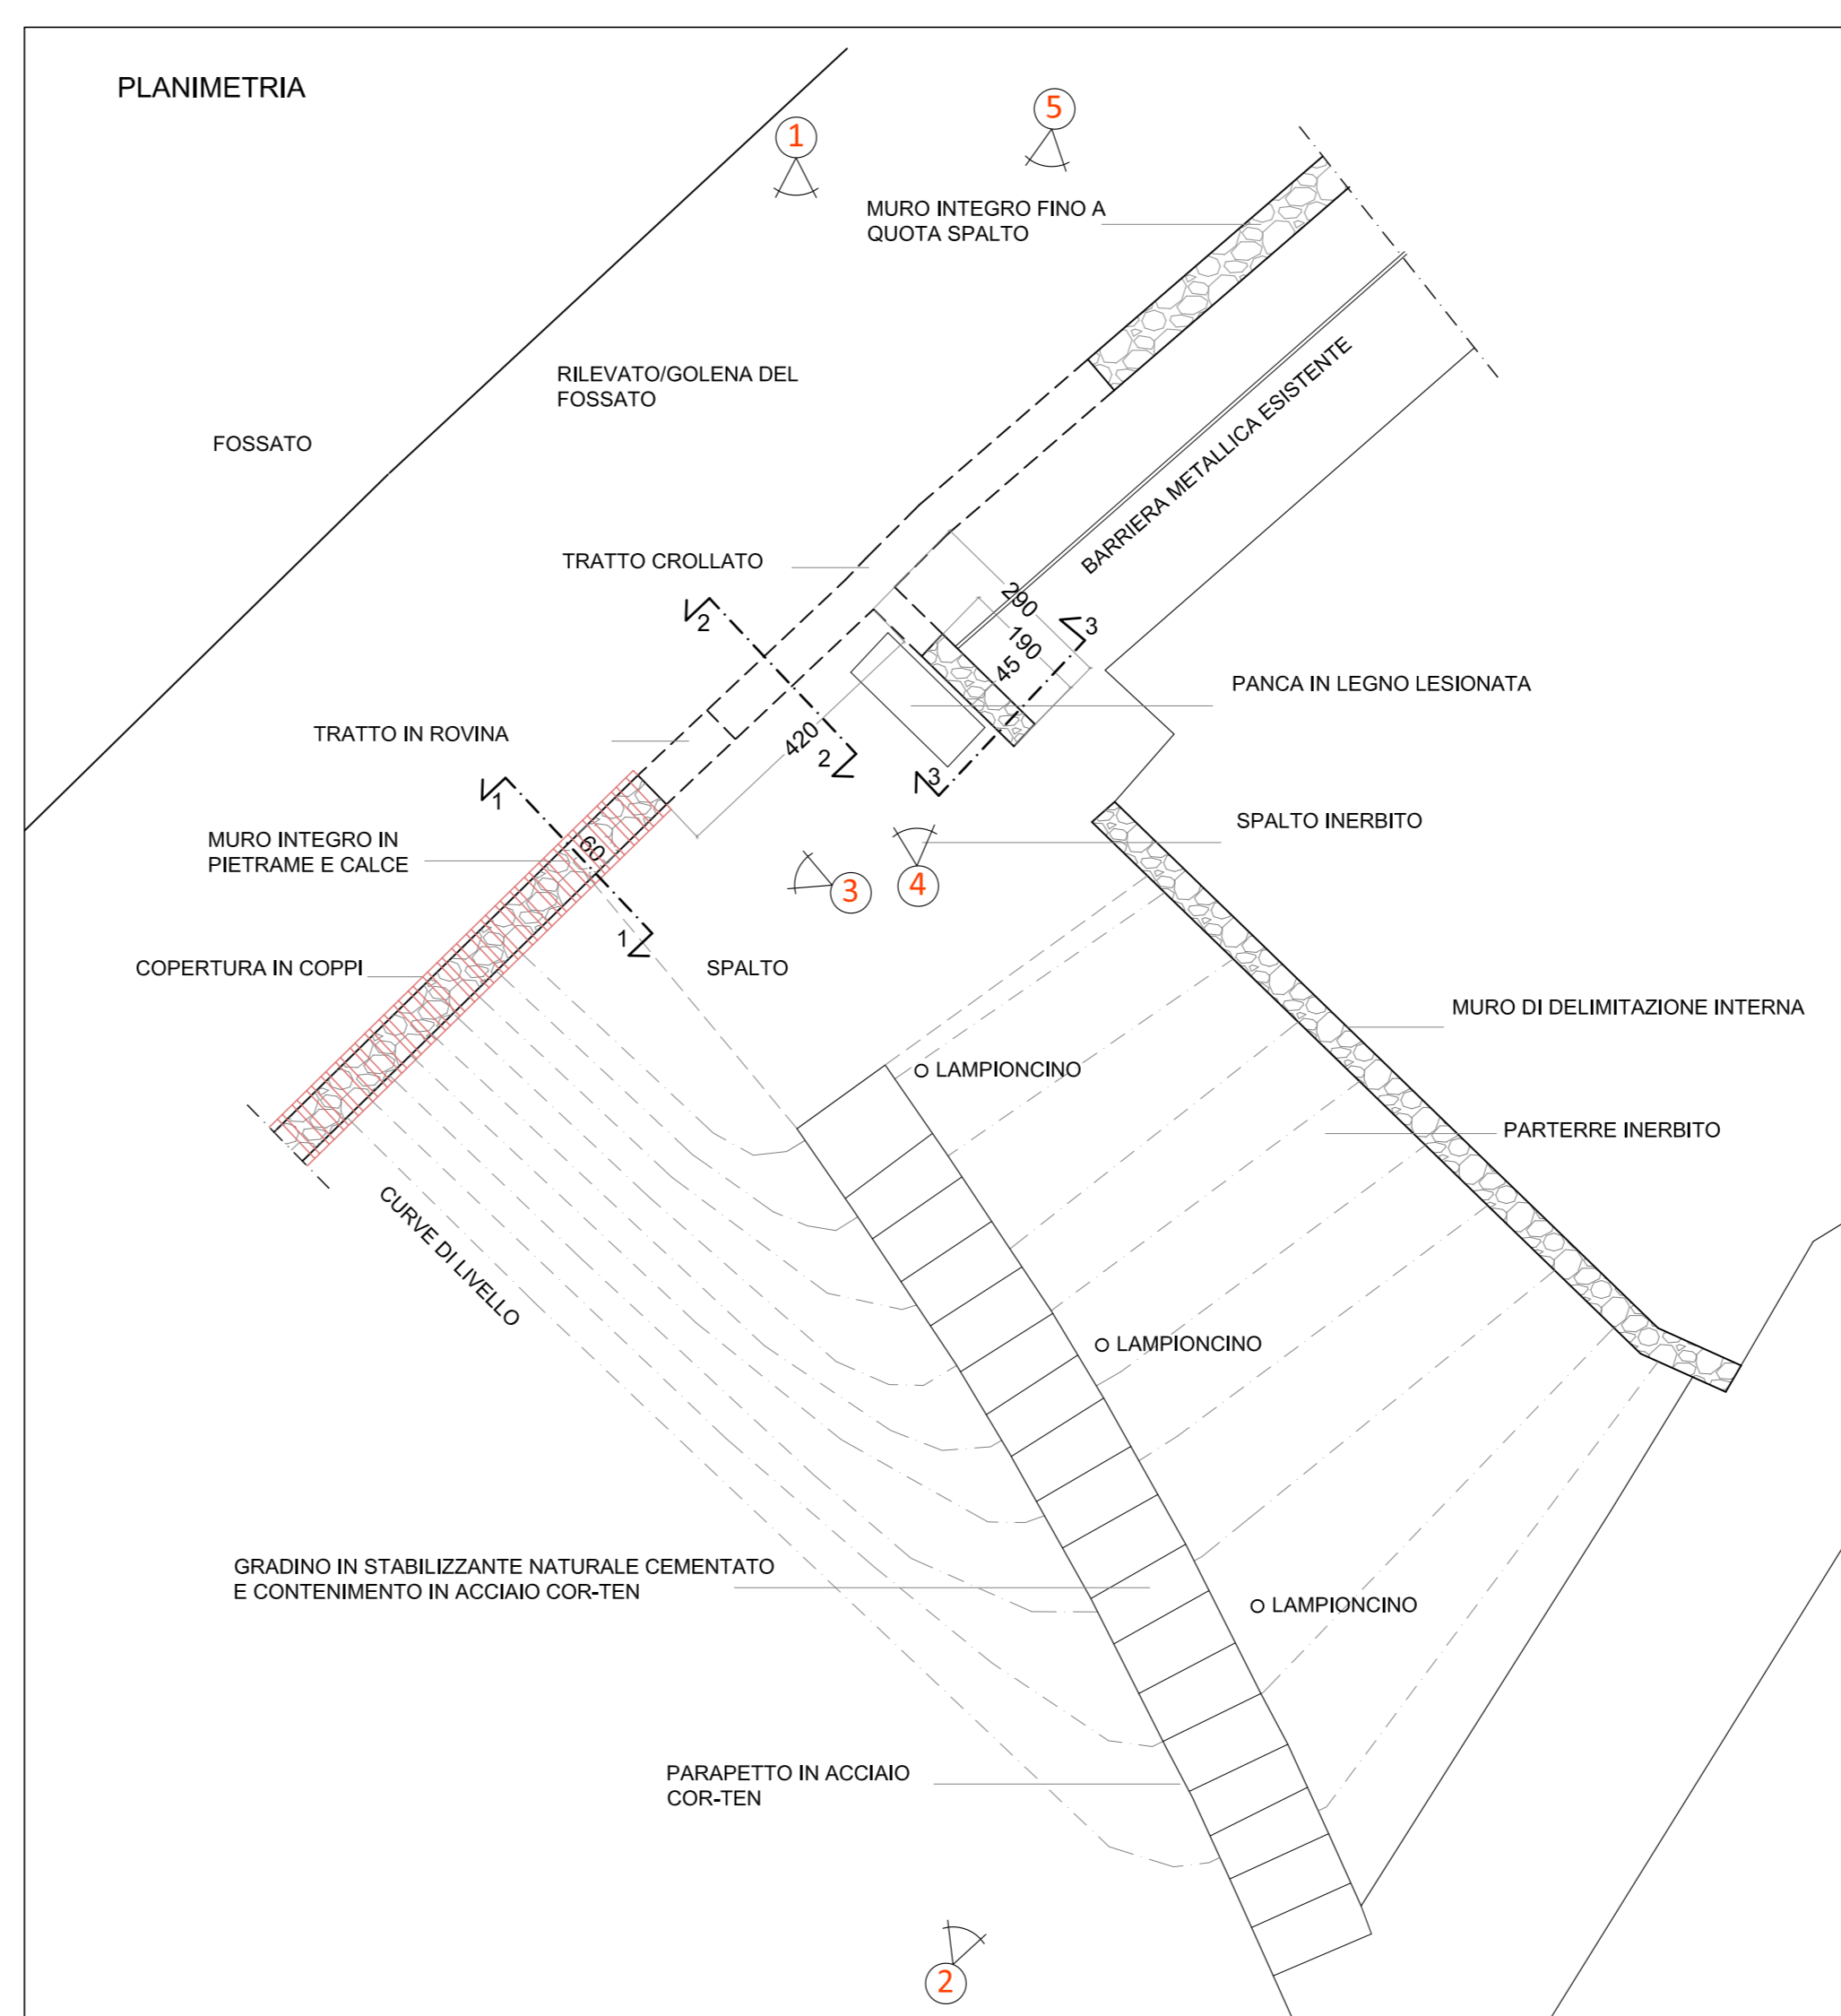 PLANIMETRIA
1
5
MURO INTEGRO FINO A
QUOTA SPALTO
RILEVATO/GOLENA DEL
FOSSATO
FOSSATO
BARRIERA METALLICA ESISTENTE
TRATTO CROLLATO
2
290
190
45
3
PANCA IN LEGNO LESIONATA
TRATTO IN ROVINA
420
2
3
1
MURO INTEGRO IN
PIETRAME E CALCE
60
SPALTO INERBITO
3
4
1
COPERTURA IN COPPI
SPALTO
MURO DI DELIMITAZIONE INTERNA
LAMPIONCINO
PARTERRE INERBITO
CURVE DI LIVELLO
LAMPIONCINO
GRADINO IN STABILIZZANTE NATURALE CEMENTATO
E CONTENIMENTO IN ACCIAIO COR-TEN
LAMPIONCINO
PARAPETTO IN ACCIAIO
COR-TEN
2